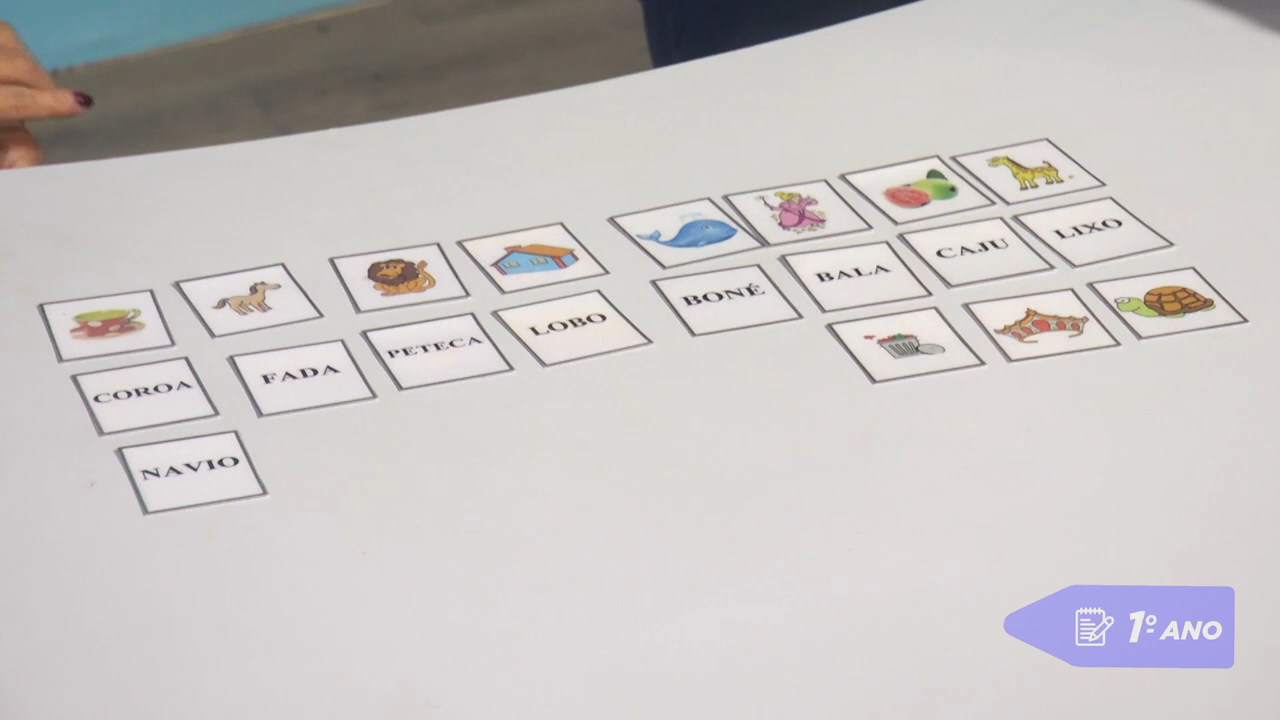 COROA
FADA
PETECA
LOBO
BONÉ
BALA
CAJU
LIXO
NAVIO
1º ANO